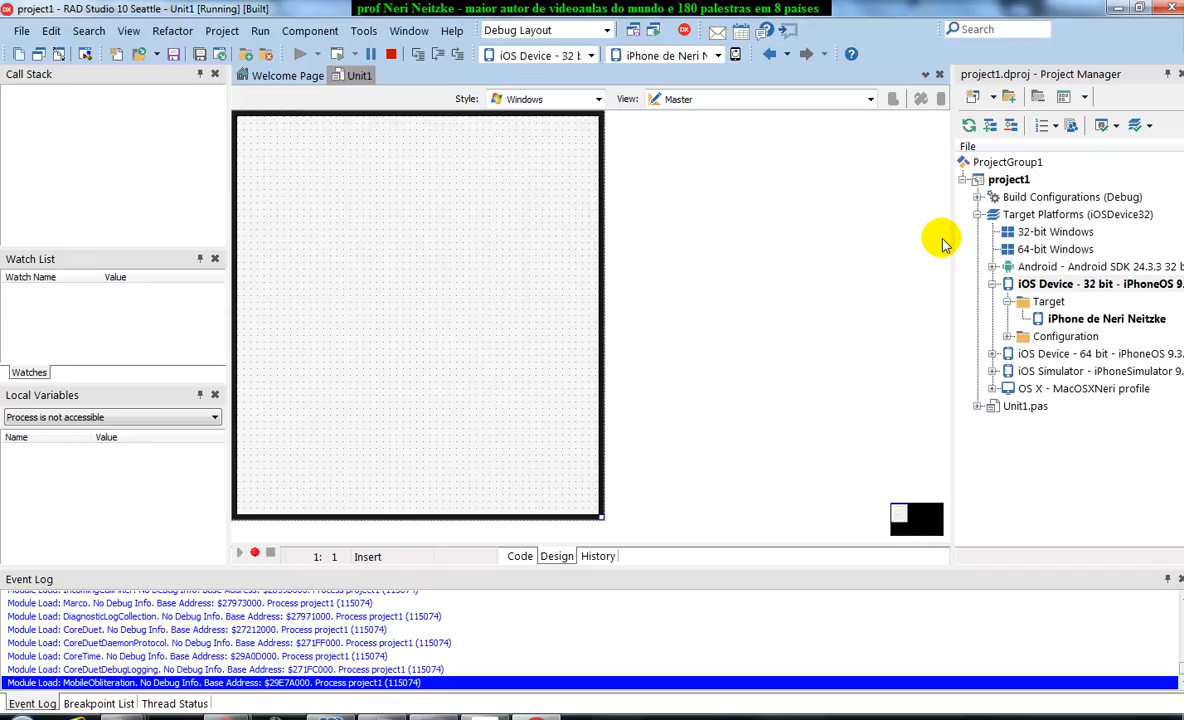 project1 - RAD Studio 10 Seattle - Unit1 [Running] [Built]
prof Neri Neitzke - maior autor de videoaulas do mundo e 180 palestras em 8 países
File Edit Search View Refactor Project Run Component Tools Window Help
Debug Layout
Search
iOS Device - 32 b
iPhone de Neri N
Call Stack
Welcome Page
Unit1
project1.dproj - Project Manager
Style:
Windows
View:
Master
File
ProjectGroup1
project1
Build Configurations (Debug)
Target Platforms (iOSDevice32)
32-bit Windows
64-bit Windows
Android - Android SDK 24.3.3 32 b
iOS Device - 32 bit - iPhoneOS 9.
Target
iPhone de Neri Neitzke
Configuration
iOS Device - 64 bit - iPhoneOS 9.3.
iOS Simulator - iPhoneSimulator 9.
OS X - MacOSXNeri profile
Unit1.pas
Watch List
Watch Name Value
Watches
Local Variables
Process is not accessible
Name Value
1: 1 Insert
Code Design History
Event Log
Module Load: Marco. No Debug Info. Base Address: $27973000. Process project1 (115074)
Module Load: DiagnosticLogCollection. No Debug Info. Base Address: $27971000. Process project1 (115074)
Module Load: CoreDuet. No Debug Info. Base Address: $27212000. Process project1 (115074)
Module Load: CoreDuetDaemonProtocol. No Debug Info. Base Address: $271FF000. Process project1 (115074)
Module Load: CoreTime. No Debug Info. Base Address: $29A0D000. Process project1 (115074)
Module Load: CoreDuetDebugLogging. No Debug Info. Base Address: $271FC000. Process project1 (115074)
Module Load: MobileObliteration. No Debug Info. Base Address: $29E7A000. Process project1 (115074)
Event Log Breakpoint List Thread Status